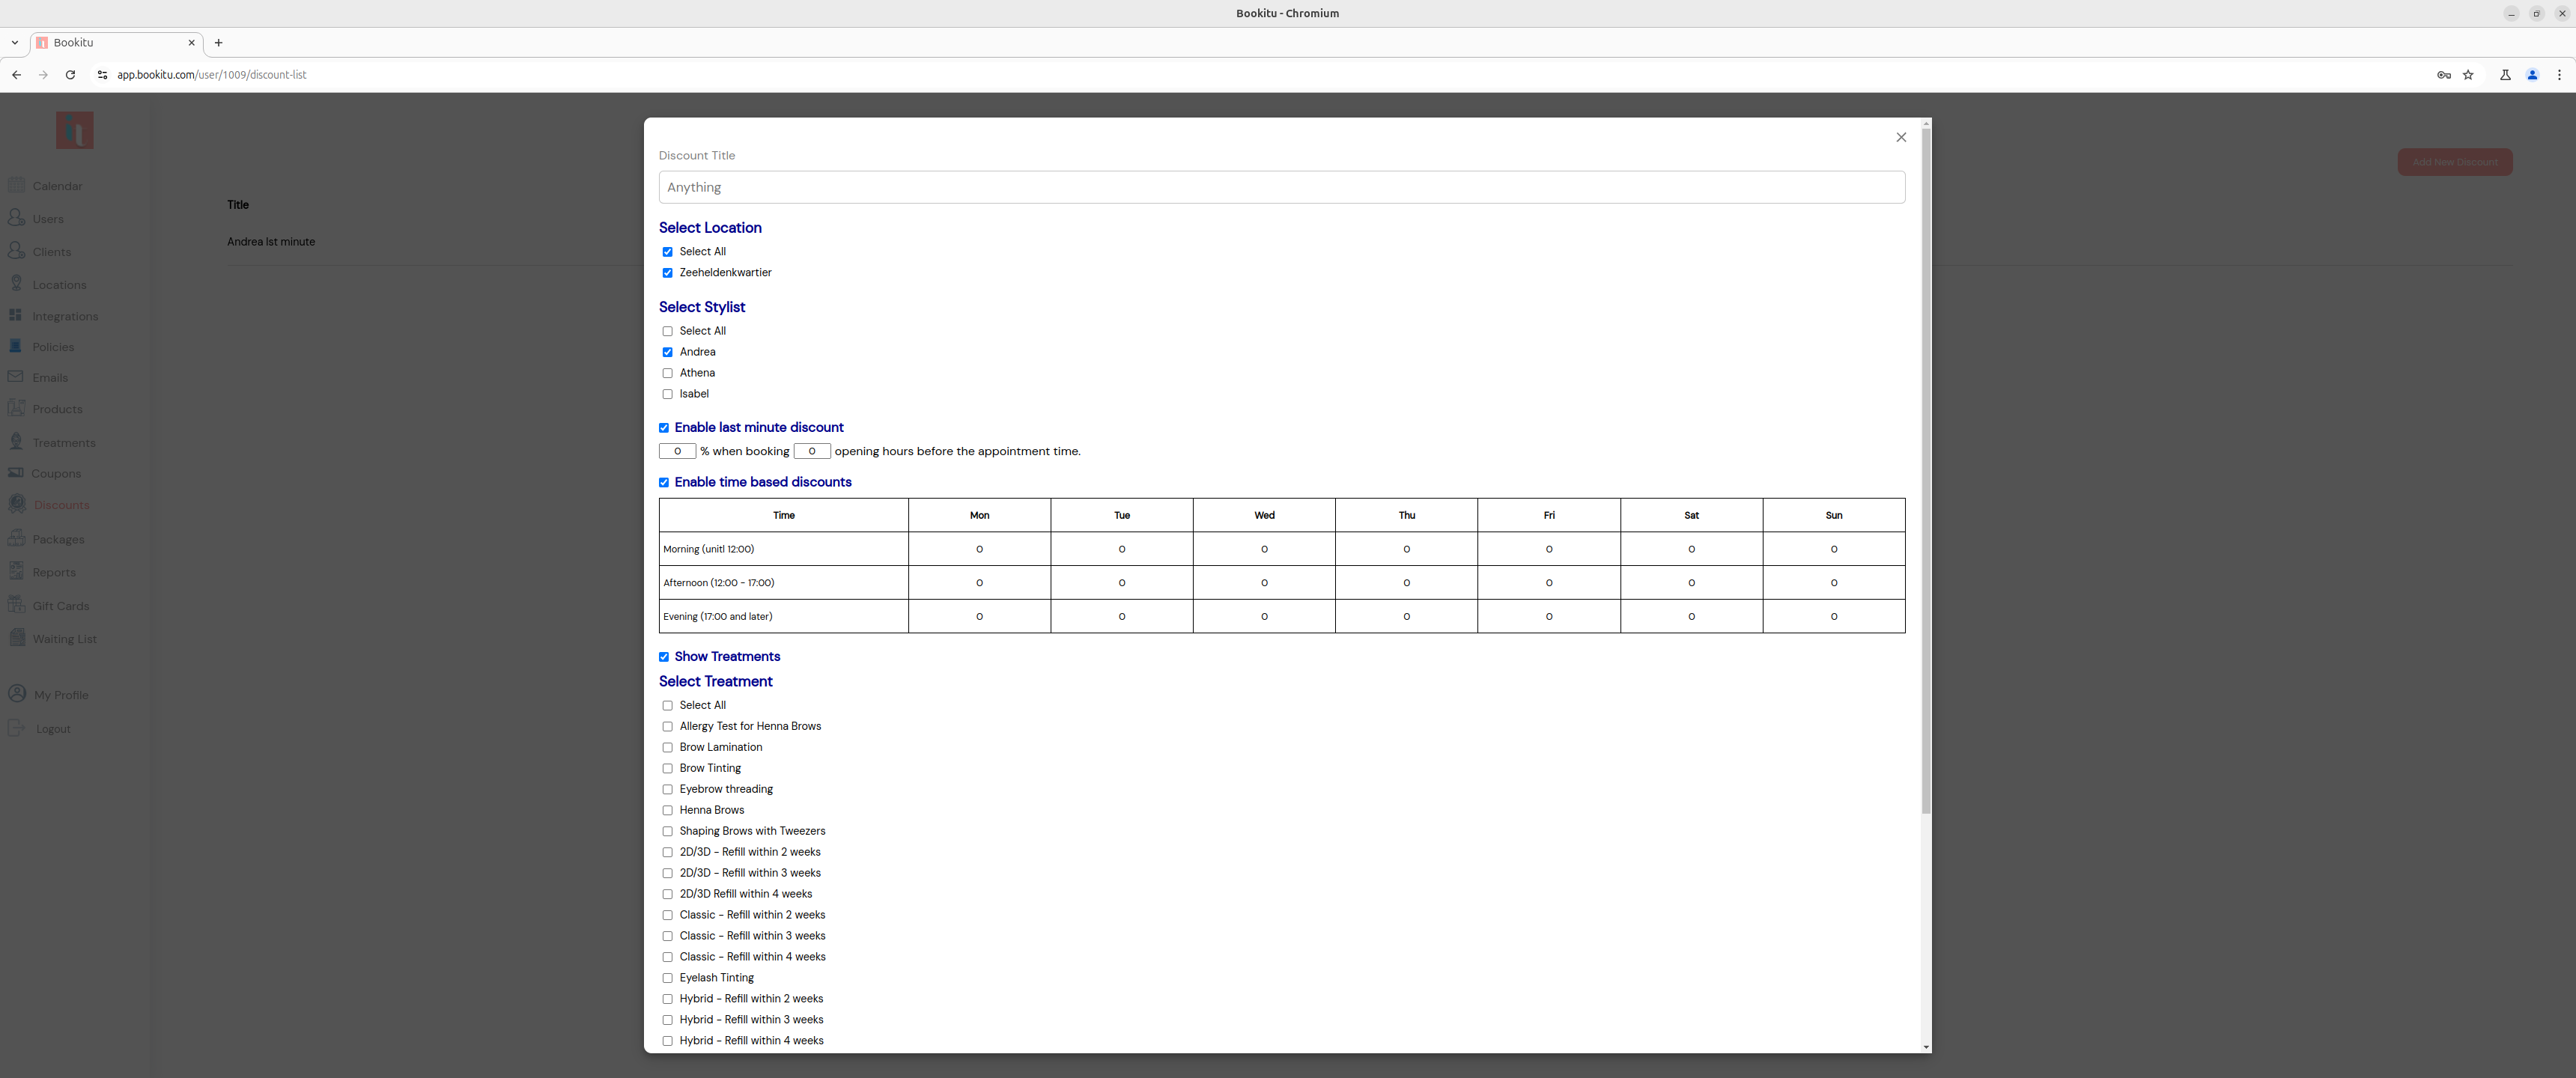 Bookitu - Chromium
Bookitu
app.bookitu.com/user/1009/discount-list
Calendar
Users
Clients
Locations
Integrations
Policies
Emails
Products
Treatments
Coupons
Discounts
Packages
Reports
Gift Cards
Waiting List
My Profile
Logout
Add New Discount
Title
Andrea lst minute
Discount Title
Anything
Select Location
Select All
Zeeheldenkwartier
Select Stylist
Select All
Andrea
Athena
Isabel
Enable last minute discount
0 % when booking 0 opening hours before the appointment time.
Enable time based discounts
Time Mon Tue Wed Thu Fri Sat Sun
Morning (unitl 12:00) 0 0 0 0 0 0 0
Afternoon (12:00 - 17:00) 0 0 0 0 0 0 0
Evening (17:00 and later) 0 0 0 0 0 0 0
Show Treatments
Select Treatment
Select All
Allergy Test for Henna Brows
Brow Lamination
Brow Tinting
Eyebrow threading
Henna Brows
Shaping Brows with Tweezers
2D/3D - Refill within 2 weeks
2D/3D - Refill within 3 weeks
2D/3D Refill within 4 weeks
Classic - Refill within 2 weeks
Classic - Refill within 3 weeks
Classic - Refill within 4 weeks
Eyelash Tinting
Hybrid - Refill within 2 weeks
Hybrid - Refill within 3 weeks
Hybrid - Refill within 4 weeks